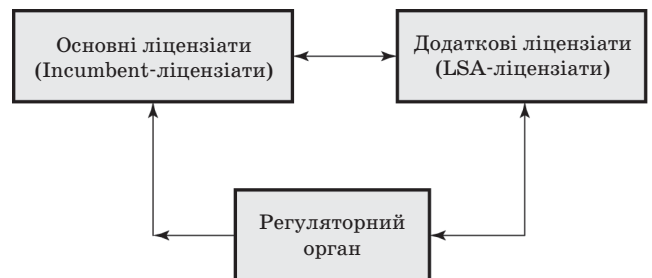 Основні ліцензіати
(Incumbent-ліцензіати)
Додаткові ліцензіати
(LSA-ліцензіати)
Регуляторний
орган